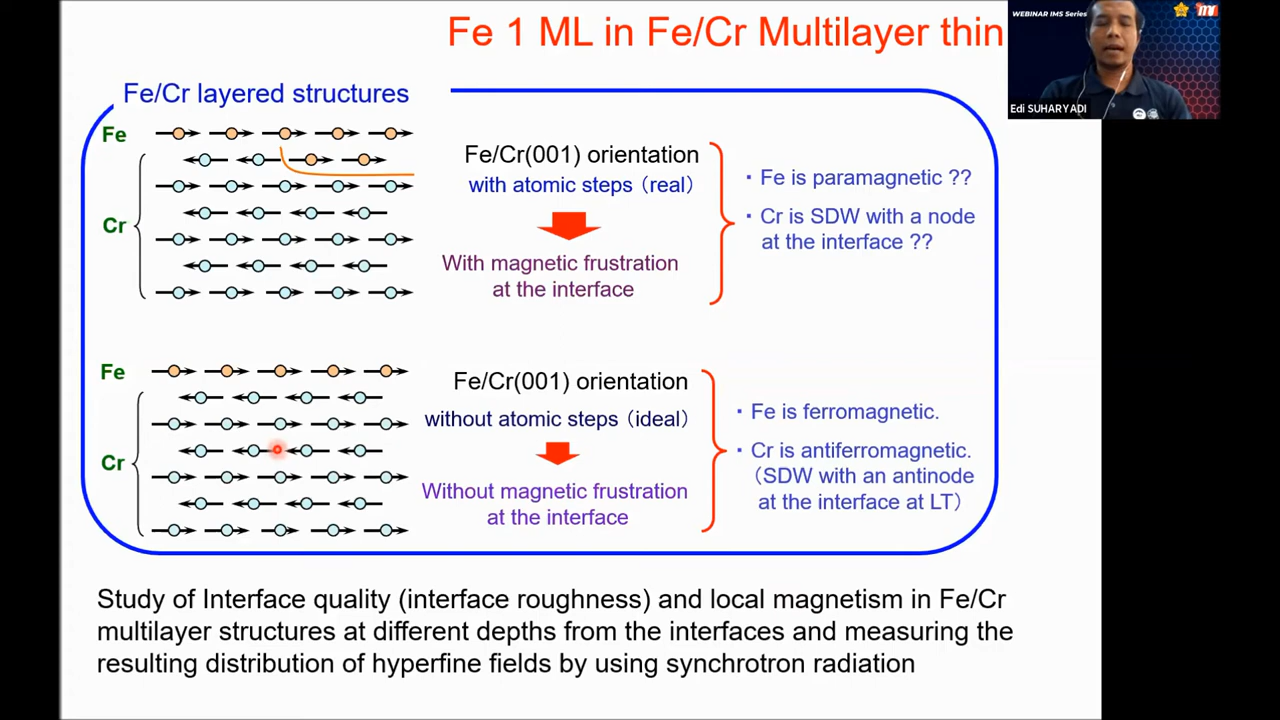 Fe 1 ML in Fe/Cr Multilayer thin
WEBINAR IMS Series
Edi SUHARYADI
Fe/Cr layered structures
Fe
Cr
Fe/Cr(001) orientation
with atomic steps (real)
With magnetic frustration
at the interface
・ Fe is paramagnetic ??
・ Cr is SDW with a node
at the interface ??
Fe
Cr
Fe/Cr(001) orientation
without atomic steps (ideal)
Without magnetic frustration
at the interface
・ Fe is ferromagnetic.
・ Cr is antiferromagnetic.
(SDW with an antinode
at the interface at LT)
Study of Interface quality (interface roughness) and local magnetism in Fe/Cr
multilayer structures at different depths from the interfaces and measuring the
resulting distribution of hyperfine fields by using synchrotron radiation